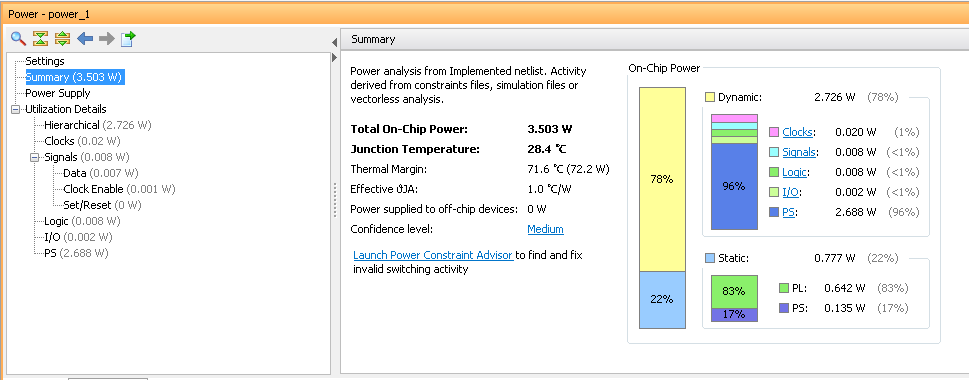 Power - power_1
Settings
Summary (3.503 W)
Power Supply
Utilization Details
Hierarchical (2.726 W)
Clocks (0.02 W)
Signals (0.008 W)
Data (0.007 W)
Clock Enable (0.001 W)
Set/Reset (0 W)
Logic (0.008 W)
I/O (0.002 W)
PS (2.688 W)
Summary
Power analysis from Implemented netlist. Activity
derived from constraints files, simulation files or
vectorless analysis.
Total On-Chip Power: 3.503 W
Junction Temperature: 28.4 °C
Thermal Margin: 71.6 °C (72.2 W)
Effective ϑJA: 1.0 °C/W
Power supplied to off-chip devices: 0 W
Confidence level: Medium
Launch Power Constraint Advisor to find and fix
invalid switching activity
On-Chip Power
78%
22%
Dynamic: 2.726 W (78%)
96%
Clocks: 0.020 W (1%)
Signals: 0.008 W (<1%)
Logic: 0.008 W (<1%)
I/O: 0.002 W (<1%)
PS: 2.688 W (96%)
Static: 0.777 W (22%)
83%
17%
PL: 0.642 W (83%)
PS: 0.135 W (17%)